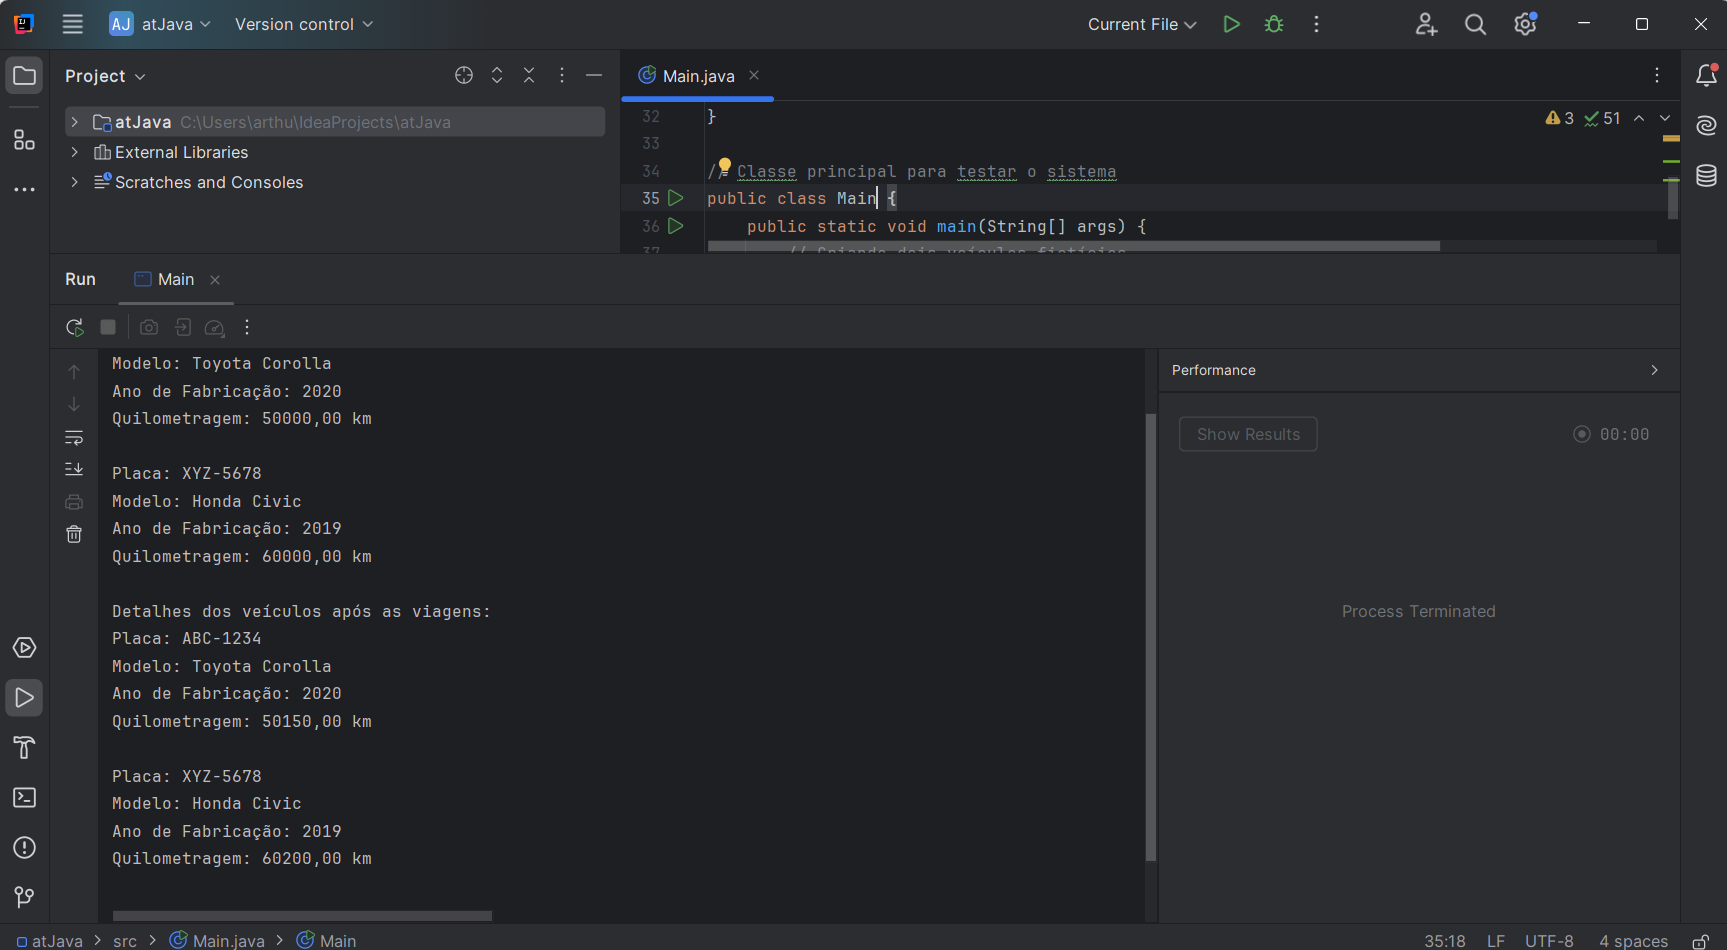 AJ atJava Version control Current File
Project
Main.java
atJava C:\Users\arthu\IdeaProjects\atJava
External Libraries
Scratches and Consoles
32 }
3 51
33
34 // Classe principal para testar o sistema
35 public class Main {
36 public static void main(String[] args) {
37 // Criando dois veículos fictícios
Run Main
Modelo: Toyota Corolla
Ano de Fabricação: 2020
Quilometragem: 50000,00 km
Placa: XYZ-5678
Modelo: Honda Civic
Ano de Fabricação: 2019
Quilometragem: 60000,00 km
Detalhes dos veículos após as viagens:
Placa: ABC-1234
Modelo: Toyota Corolla
Ano de Fabricação: 2020
Quilometragem: 50150,00 km
Placa: XYZ-5678
Modelo: Honda Civic
Ano de Fabricação: 2019
Quilometragem: 60200,00 km
Performance
Show Results 00:00
Process Terminated
atJava > src > Main.java > Main 35:18 LF UTF-8 4 spaces